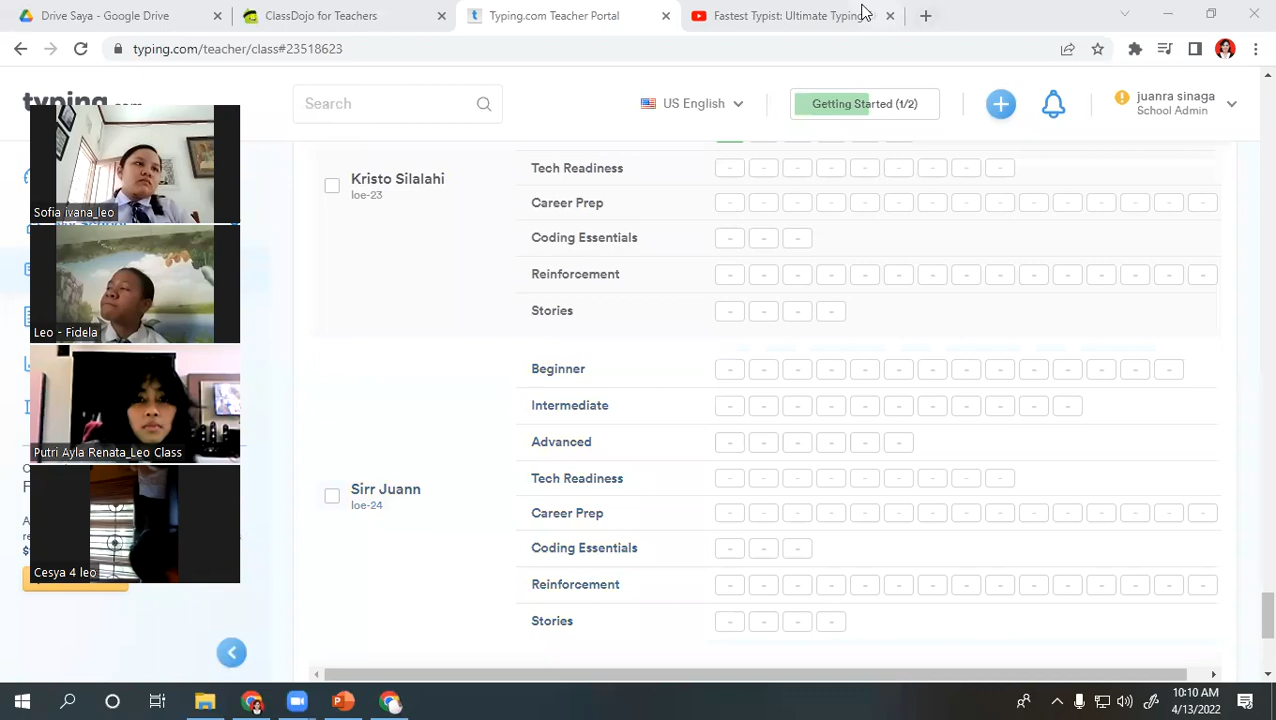 Drive Saya - Google Drive
ClassDojo for Teachers
Typing.com Teacher Portal
Fastest Typist: Ultimate Typing
typing.com/teacher/class#23518623
typing.com
Search
US English
Getting Started (1/2)
juanra sinaga
School Admin
Sofia ivana_leo
Leo - Fidela
Putri Ayla Renata_Leo Class
Cesya 4 leo
Kristo Silalahi
loe-23
Tech Readiness - - - - - - - - -
Career Prep - - - - - - - - - - - - - - -
Coding Essentials - - -
Reinforcement - - - - - - - - - - - - - - -
Stories - - - -
Sirr Juann
loe-24
Beginner - - - - - - - - - - - - - -
Intermediate - - - - - - - - - - -
Advanced - - - - - -
Tech Readiness - - - - - - - - -
Career Prep - - - - - - - - - - - - - - -
Coding Essentials - - -
Reinforcement - - - - - - - - - - - - - - -
Stories - - - -
10:10 AM
4/13/2022